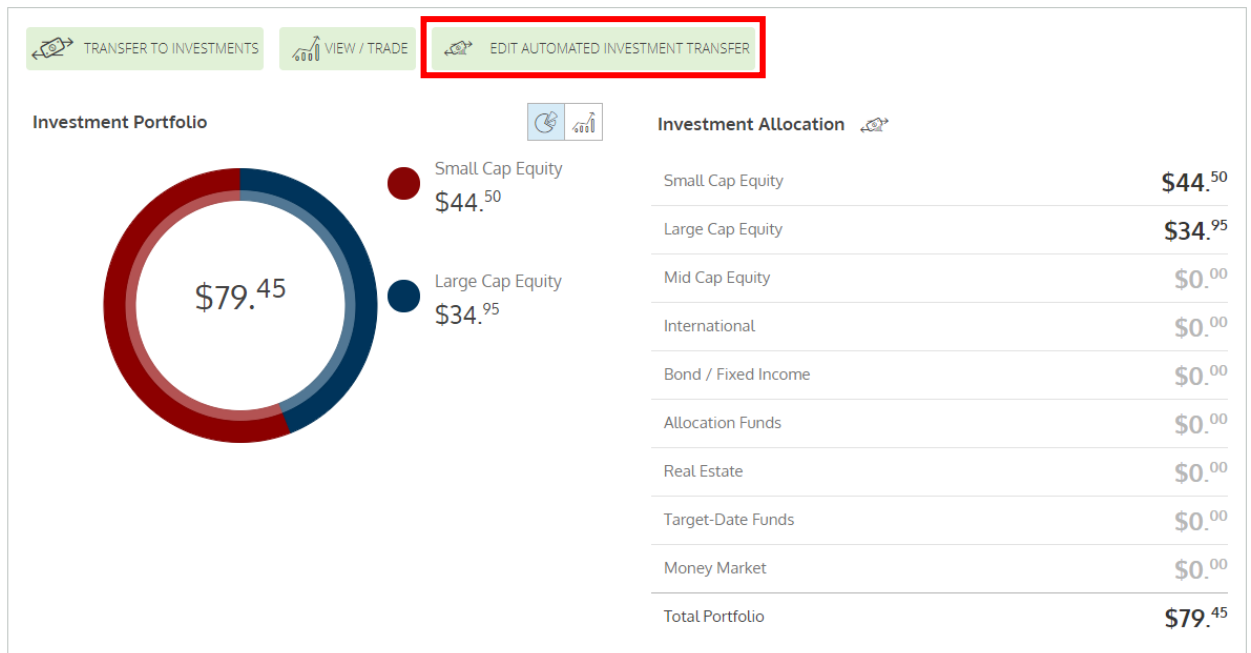 TRANSFER TO INVESTMENTS
VIEW / TRADE
EDIT AUTOMATED INVESTMENT TRANSFER
Investment Portfolio
$79.45
Small Cap Equity
$44.50
Large Cap Equity
$34.95
Investment Allocation
Small Cap Equity $44.50
Large Cap Equity $34.95
Mid Cap Equity $0.00
International $0.00
Bond / Fixed Income $0.00
Allocation Funds $0.00
Real Estate $0.00
Target-Date Funds $0.00
Money Market $0.00
Total Portfolio $79.45